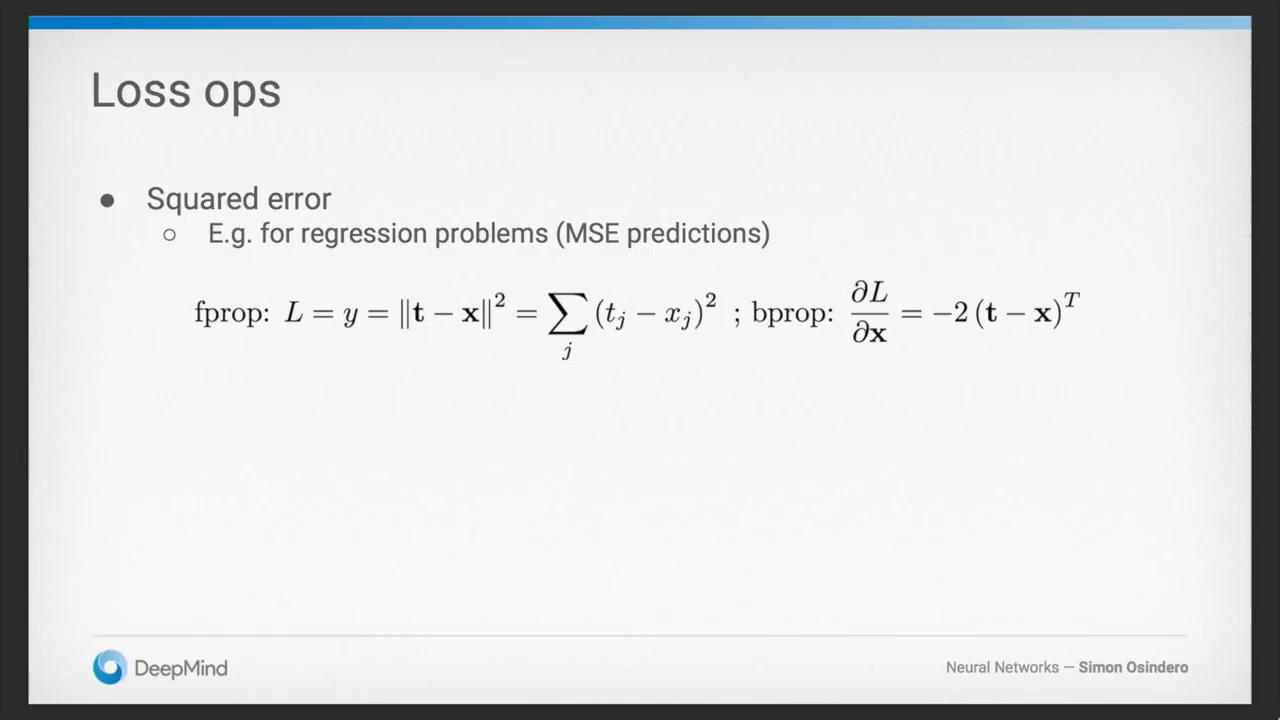 Loss ops
● Squared error
○ E.g. for regression problems (MSE predictions)
fprop: L = y = ‖t − x‖² = ∑_j (t_j − x_j)² ; bprop: ∂L/∂x = −2 (t − x)^T
DeepMind
Neural Networks — Simon Osindero